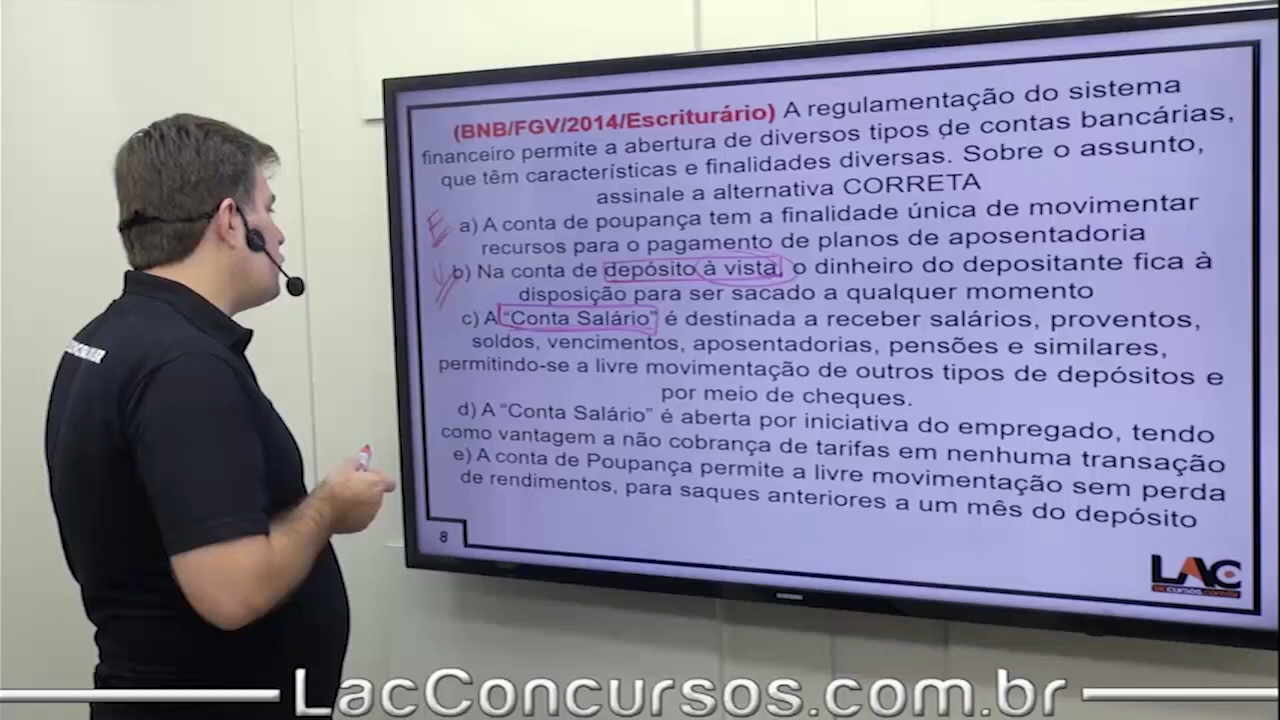 (BNB/FGV/2014/Escriturário) A regulamentação do sistema
financeiro permite a abertura de diversos tipos de contas bancárias,
que têm características e finalidades diversas. Sobre o assunto,
assinale a alternativa CORRETA
E a) A conta de poupança tem a finalidade única de movimentar
recursos para o pagamento de planos de aposentadoria
b) Na conta de depósito à vista, o dinheiro do depositante fica à
disposição para ser sacado a qualquer momento
c) A “Conta Salário” é destinada a receber salários, proventos,
soldos, vencimentos, aposentadorias, pensões e similares,
permitindo-se a livre movimentação de outros tipos de depósitos e
por meio de cheques.
d) A “Conta Salário” é aberta por iniciativa do empregado, tendo
como vantagem a não cobrança de tarifas em nenhuma transação
e) A conta de Poupança permite a livre movimentação sem perda
de rendimentos, para saques anteriores a um mês do depósito
8
LAC
SAMSUNG
LacConcursos.com.br